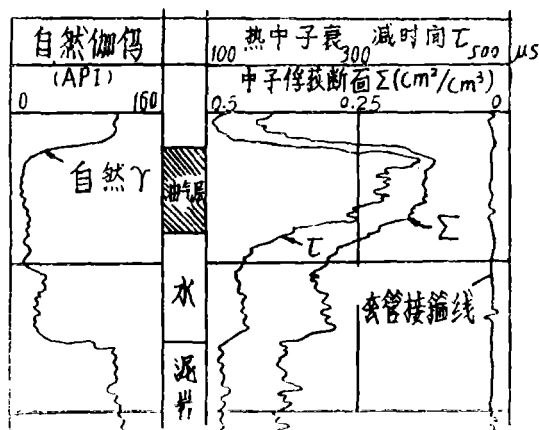 自然伽傌
(API)
0 160
热中子衰减时间τ
100 300 500 μS
中子俘获断面Σ(Cm²/Cm³)
0.5 0.25 0
自然γ
油气层
τ
Σ
水
套管接箍线
泥岩